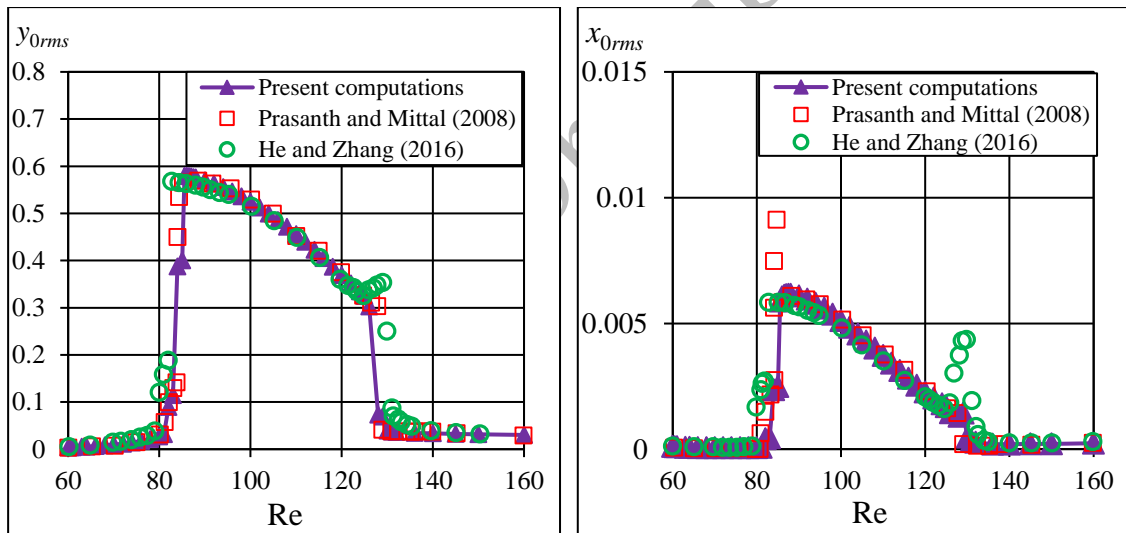 y0rms
0.8
0.7
0.6
0.5
0.4
0.3
0.2
0.1
0
60 80 100 120 140 160
Re
Present computations
Prasanth and Mittal (2008)
He and Zhang (2016)
x0rms
0.015
0.010
0.005
0
60 80 100 120 140 160
Re
Present computations
Prasanth and Mittal (2008)
He and Zhang (2016)